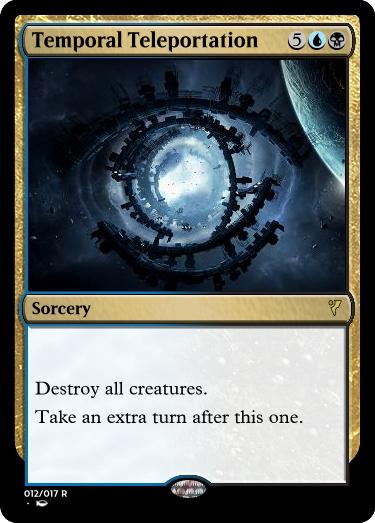 Temporal Teleportation 5
Sorcery
Destroy all creatures.
Take an extra turn after this one.
012/017 R